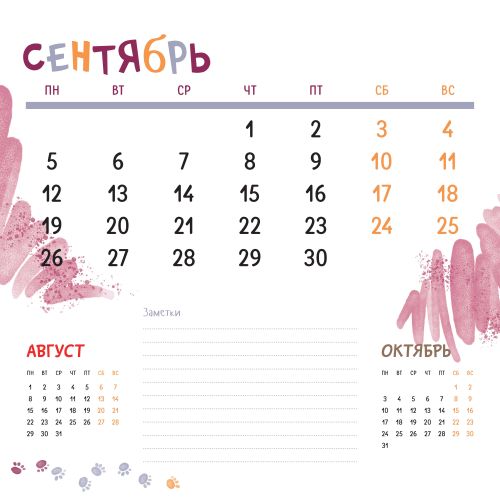 СЕНТЯБРЬ
ПН ВТ СР ЧТ ПТ СБ ВС
1 2 3 4
5 6 7 8 9 10 11
12 13 14 15 16 17 18
19 20 21 22 23 24 25
26 27 28 29 30
Заметки
АВГУСТ
ПН ВТ СР ЧТ ПТ СБ ВС
1 2 3 4 5 6 7
8 9 10 11 12 13 14
15 16 17 18 19 20 21
22 23 24 25 26 27 28
29 30 31
ОКТЯБРЬ
ПН ВТ СР ЧТ ПТ СБ ВС
1 2
3 4 5 6 7 8 9
10 11 12 13 14 15 16
17 18 19 20 21 22 23
24 25 26 27 28 29 30
31